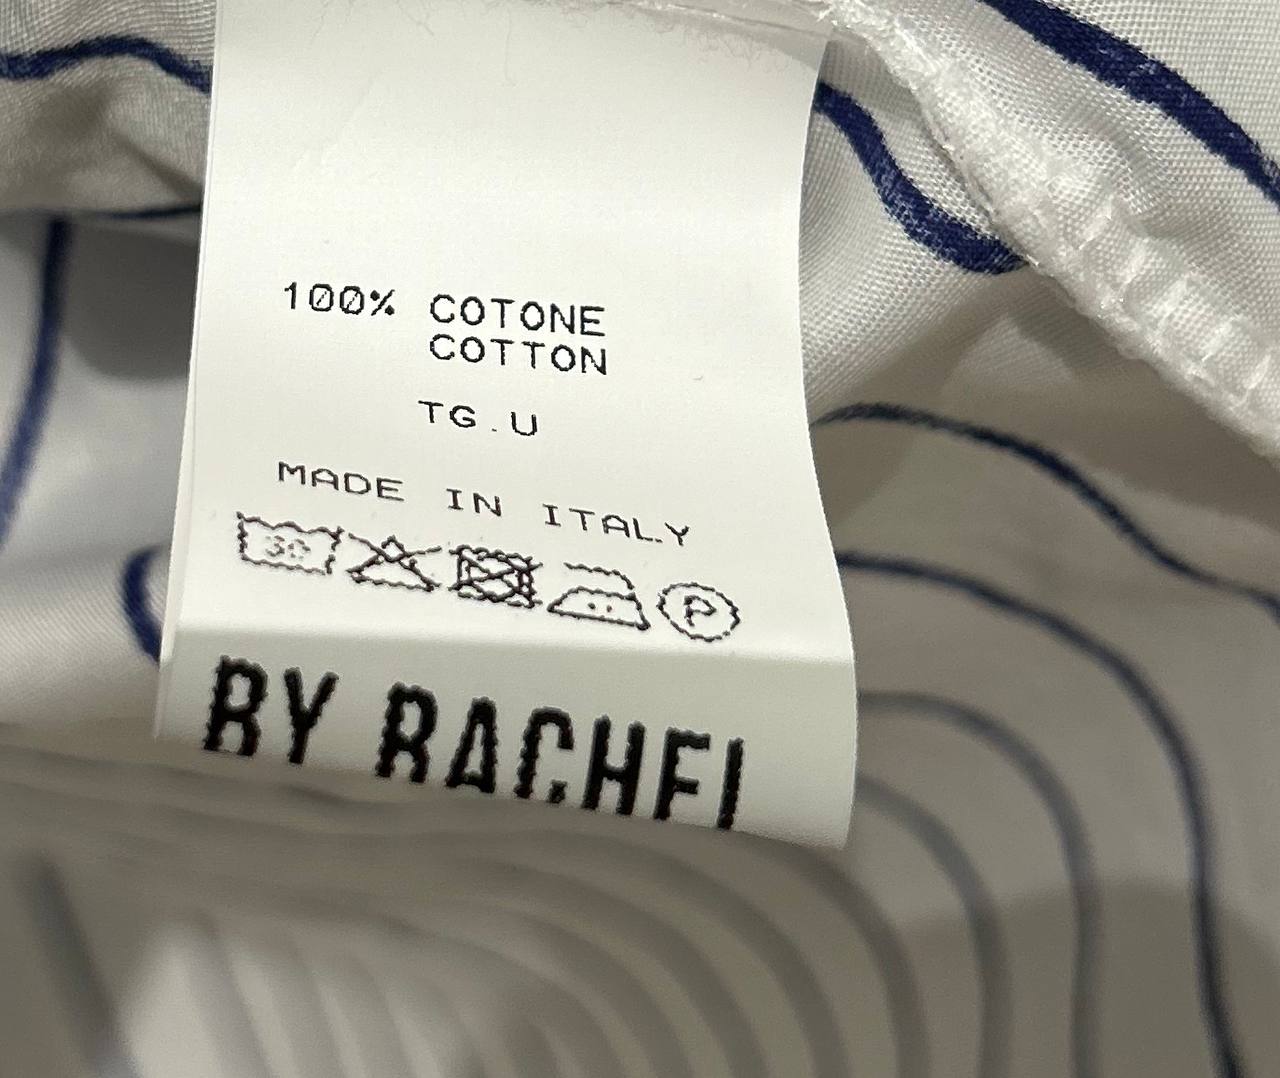 100% COTONE
COTTON
TG.U
MADE IN ITALY
30
P
BY RACHEL